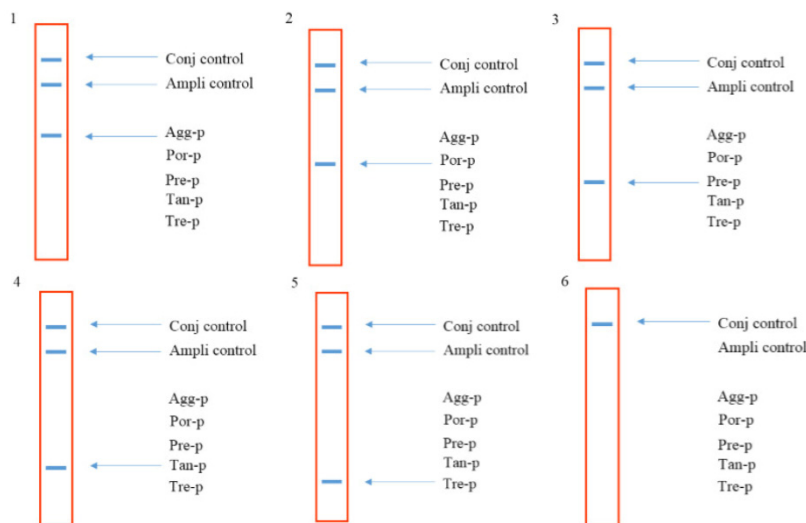 1
Conj control
Ampli control
Agg-p
Por-p
Pre-p
Tan-p
Tre-p
2
Conj control
Ampli control
Agg-p
Por-p
Pre-p
Tan-p
Tre-p
3
Conj control
Ampli control
Agg-p
Por-p
Pre-p
Tan-p
Tre-p
4
Conj control
Ampli control
Agg-p
Por-p
Pre-p
Tan-p
Tre-p
5
Conj control
Ampli control
Agg-p
Por-p
Pre-p
Tan-p
Tre-p
6
Conj control
Ampli control
Agg-p
Por-p
Pre-p
Tan-p
Tre-p